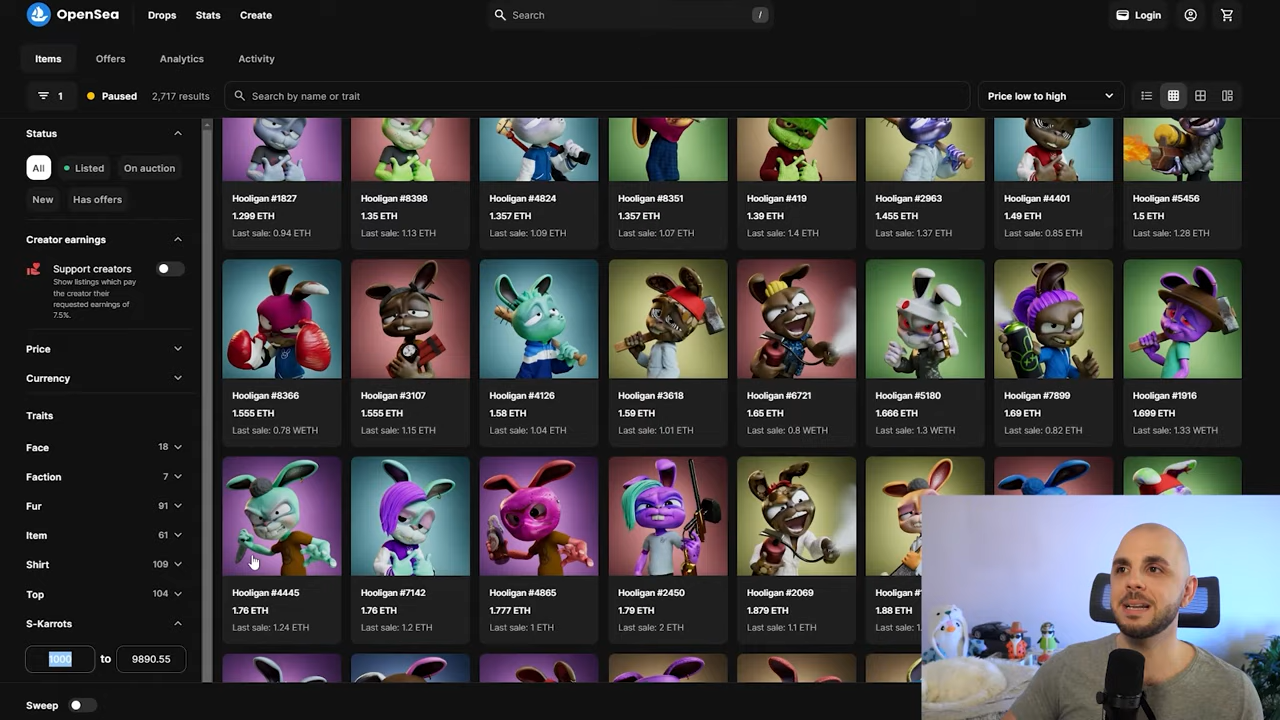 OpenSea
Drops
Stats
Create
Search
/
Login
Items
Offers
Analytics
Activity
1
Paused
2,717 results
Search by name or trait
Price low to high
Status
All
Listed
On auction
New
Has offers
Creator earnings
Support creators
Show listings which pay
the creator their
requested earnings of
7.5%.
Price
Currency
Traits
Face 18
Faction 7
Fur 91
Item 61
Shirt 109
Top 104
S-Karrots
1000 to 9890.55
Sweep
Hooligan #1827
1.299 ETH
Last sale: 0.94 ETH
Hooligan #8398
1.35 ETH
Last sale: 1.13 ETH
Hooligan #4824
1.357 ETH
Last sale: 1.09 ETH
Hooligan #8351
1.357 ETH
Last sale: 1.07 ETH
Hooligan #419
1.39 ETH
Last sale: 1.4 ETH
Hooligan #2963
1.455 ETH
Last sale: 1.37 ETH
Hooligan #4401
1.49 ETH
Last sale: 0.85 ETH
Hooligan #5456
1.5 ETH
Last sale: 1.28 ETH
Hooligan #8366
1.555 ETH
Last sale: 0.78 WETH
Hooligan #3107
1.555 ETH
Last sale: 1.15 ETH
Hooligan #4126
1.58 ETH
Last sale: 1.04 ETH
Hooligan #3618
1.59 ETH
Last sale: 1.01 ETH
Hooligan #6721
1.65 ETH
Last sale: 0.8 WETH
Hooligan #5180
1.666 ETH
Last sale: 1.3 WETH
Hooligan #7899
1.69 ETH
Last sale: 0.82 ETH
Hooligan #1916
1.699 ETH
Last sale: 1.33 WETH
Hooligan #4445
1.76 ETH
Last sale: 1.24 ETH
Hooligan #7142
1.76 ETH
Last sale: 1.2 ETH
Hooligan #4865
1.777 ETH
Last sale: 1 ETH
Hooligan #2450
1.79 ETH
Last sale: 2 ETH
Hooligan #2069
1.879 ETH
Last sale: 1.1 ETH
Hooligan
1.88 ETH
Last sale: 1.